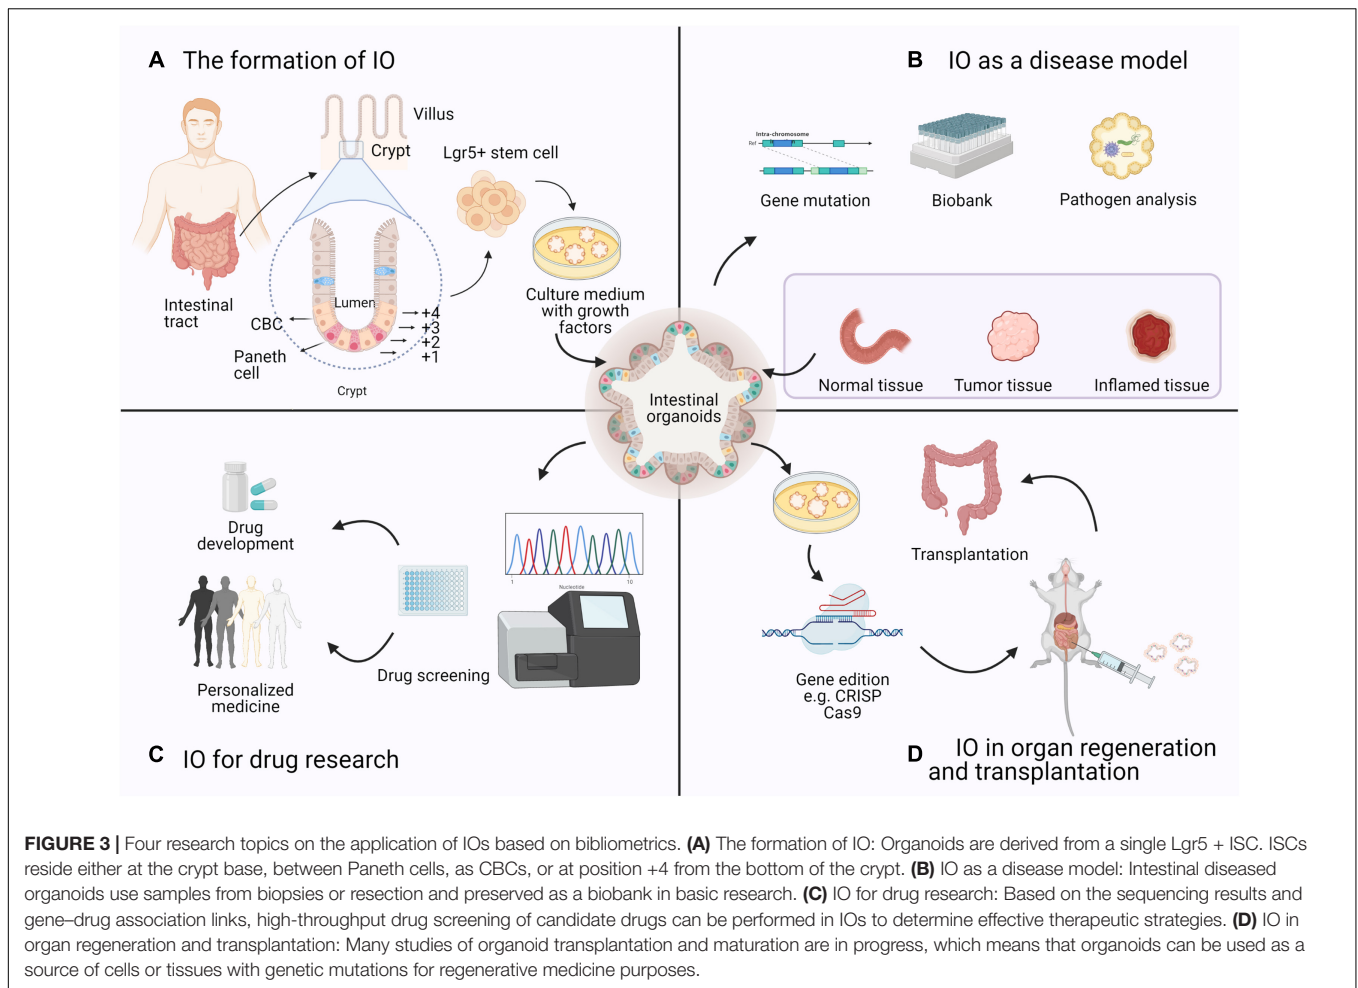 A The formation of IO
Villus
Crypt
Lgr5+ stem cell
Intestinal
tract
Lumen
CBC
Paneth
cell
+4
+3
+2
+1
Crypt
Culture medium
with growth
factors
B IO as a disease model
Intra-chromosome
Ref
Gene mutation
Biobank
Pathogen analysis
Normal tissue
Tumor tissue
Inflamed tissue
Intestinal
organoids
Drug
development
Personalized
medicine
Drug screening
1
10
Nucleotide
C IO for drug research
Transplantation
Gene edition
e.g. CRISP
Cas9
D IO in organ regeneration
and transplantation
FIGURE 3 | Four research topics on the application of IOs based on bibliometrics. (A) The formation of IO: Organoids are derived from a single Lgr5 + ISC. ISCs
reside either at the crypt base, between Paneth cells, as CBCs, or at position +4 from the bottom of the crypt. (B) IO as a disease model: Intestinal diseased
organoids use samples from biopsies or resection and preserved as a biobank in basic research. (C) IO for drug research: Based on the sequencing results and
gene–drug association links, high-throughput drug screening of candidate drugs can be performed in IOs to determine effective therapeutic strategies. (D) IO in
organ regeneration and transplantation: Many studies of organoid transplantation and maturation are in progress, which means that organoids can be used as a
source of cells or tissues with genetic mutations for regenerative medicine purposes.